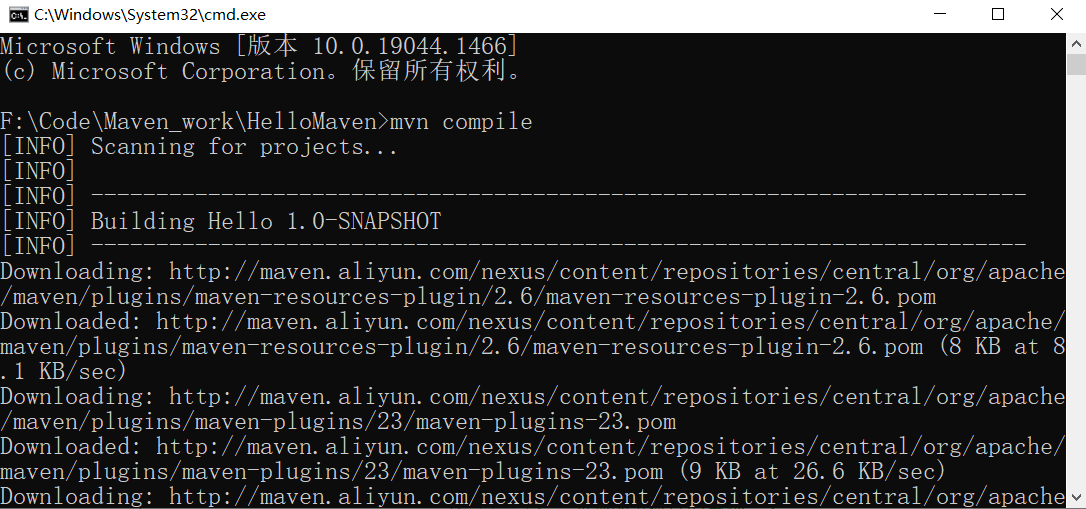 C:\Windows\System32\cmd.exe
Microsoft Windows [版本 10.0.19044.1466]
(c) Microsoft Corporation。保留所有权利。
F:\Code\Maven_work\HelloMaven>mvn compile
[INFO] Scanning for projects...
[INFO]
[INFO] ------------------------------------------------------------------------
[INFO] Building Hello 1.0-SNAPSHOT
[INFO] ------------------------------------------------------------------------
Downloading: http://maven.aliyun.com/nexus/content/repositories/central/org/apache
/maven/plugins/maven-resources-plugin/2.6/maven-resources-plugin-2.6.pom
Downloaded: http://maven.aliyun.com/nexus/content/repositories/central/org/apache/
maven/plugins/maven-resources-plugin/2.6/maven-resources-plugin-2.6.pom (8 KB at 8
.1 KB/sec)
Downloading: http://maven.aliyun.com/nexus/content/repositories/central/org/apache
/maven/plugins/maven-plugins/23/maven-plugins-23.pom
Downloaded: http://maven.aliyun.com/nexus/content/repositories/central/org/apache/
maven/plugins/maven-plugins/23/maven-plugins-23.pom (9 KB at 26.6 KB/sec)
Downloading: http://maven.aliyun.com/nexus/content/repositories/central/org/apache